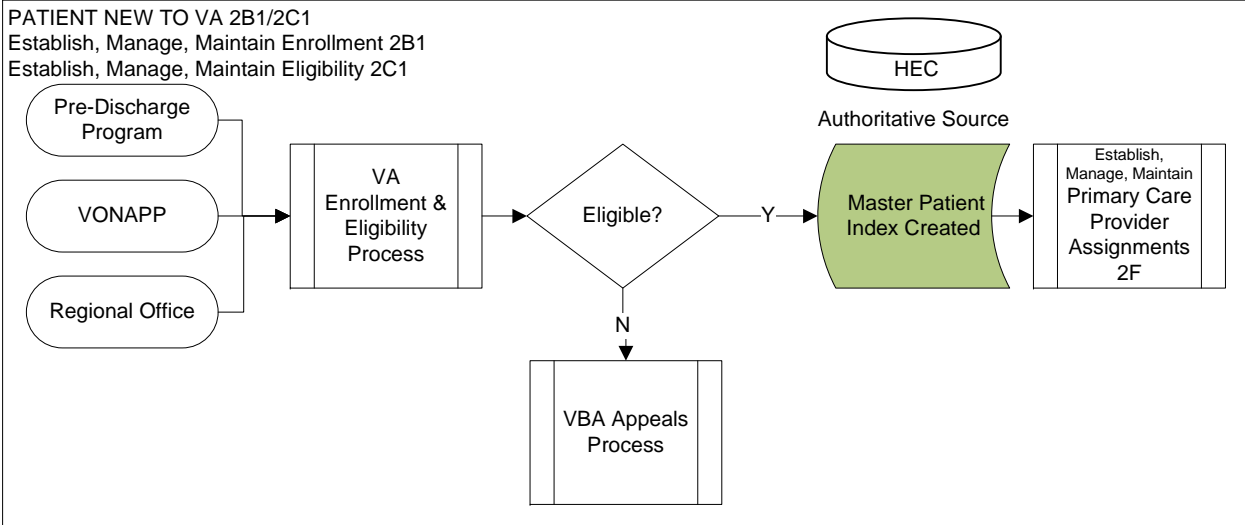 PATIENT NEW TO VA 2B1/2C1
Establish, Manage, Maintain Enrollment 2B1
Establish, Manage, Maintain Eligibility 2C1
HEC
Authoritative Source
Pre-Discharge
Program
VONAPP
Regional Office
VA
Enrollment &
Eligibility
Process
Eligible?
Y
Master Patient
Index Created
Establish,
Manage, Maintain
Primary Care
Provider
Assignments
2F
N
VBA Appeals
Process